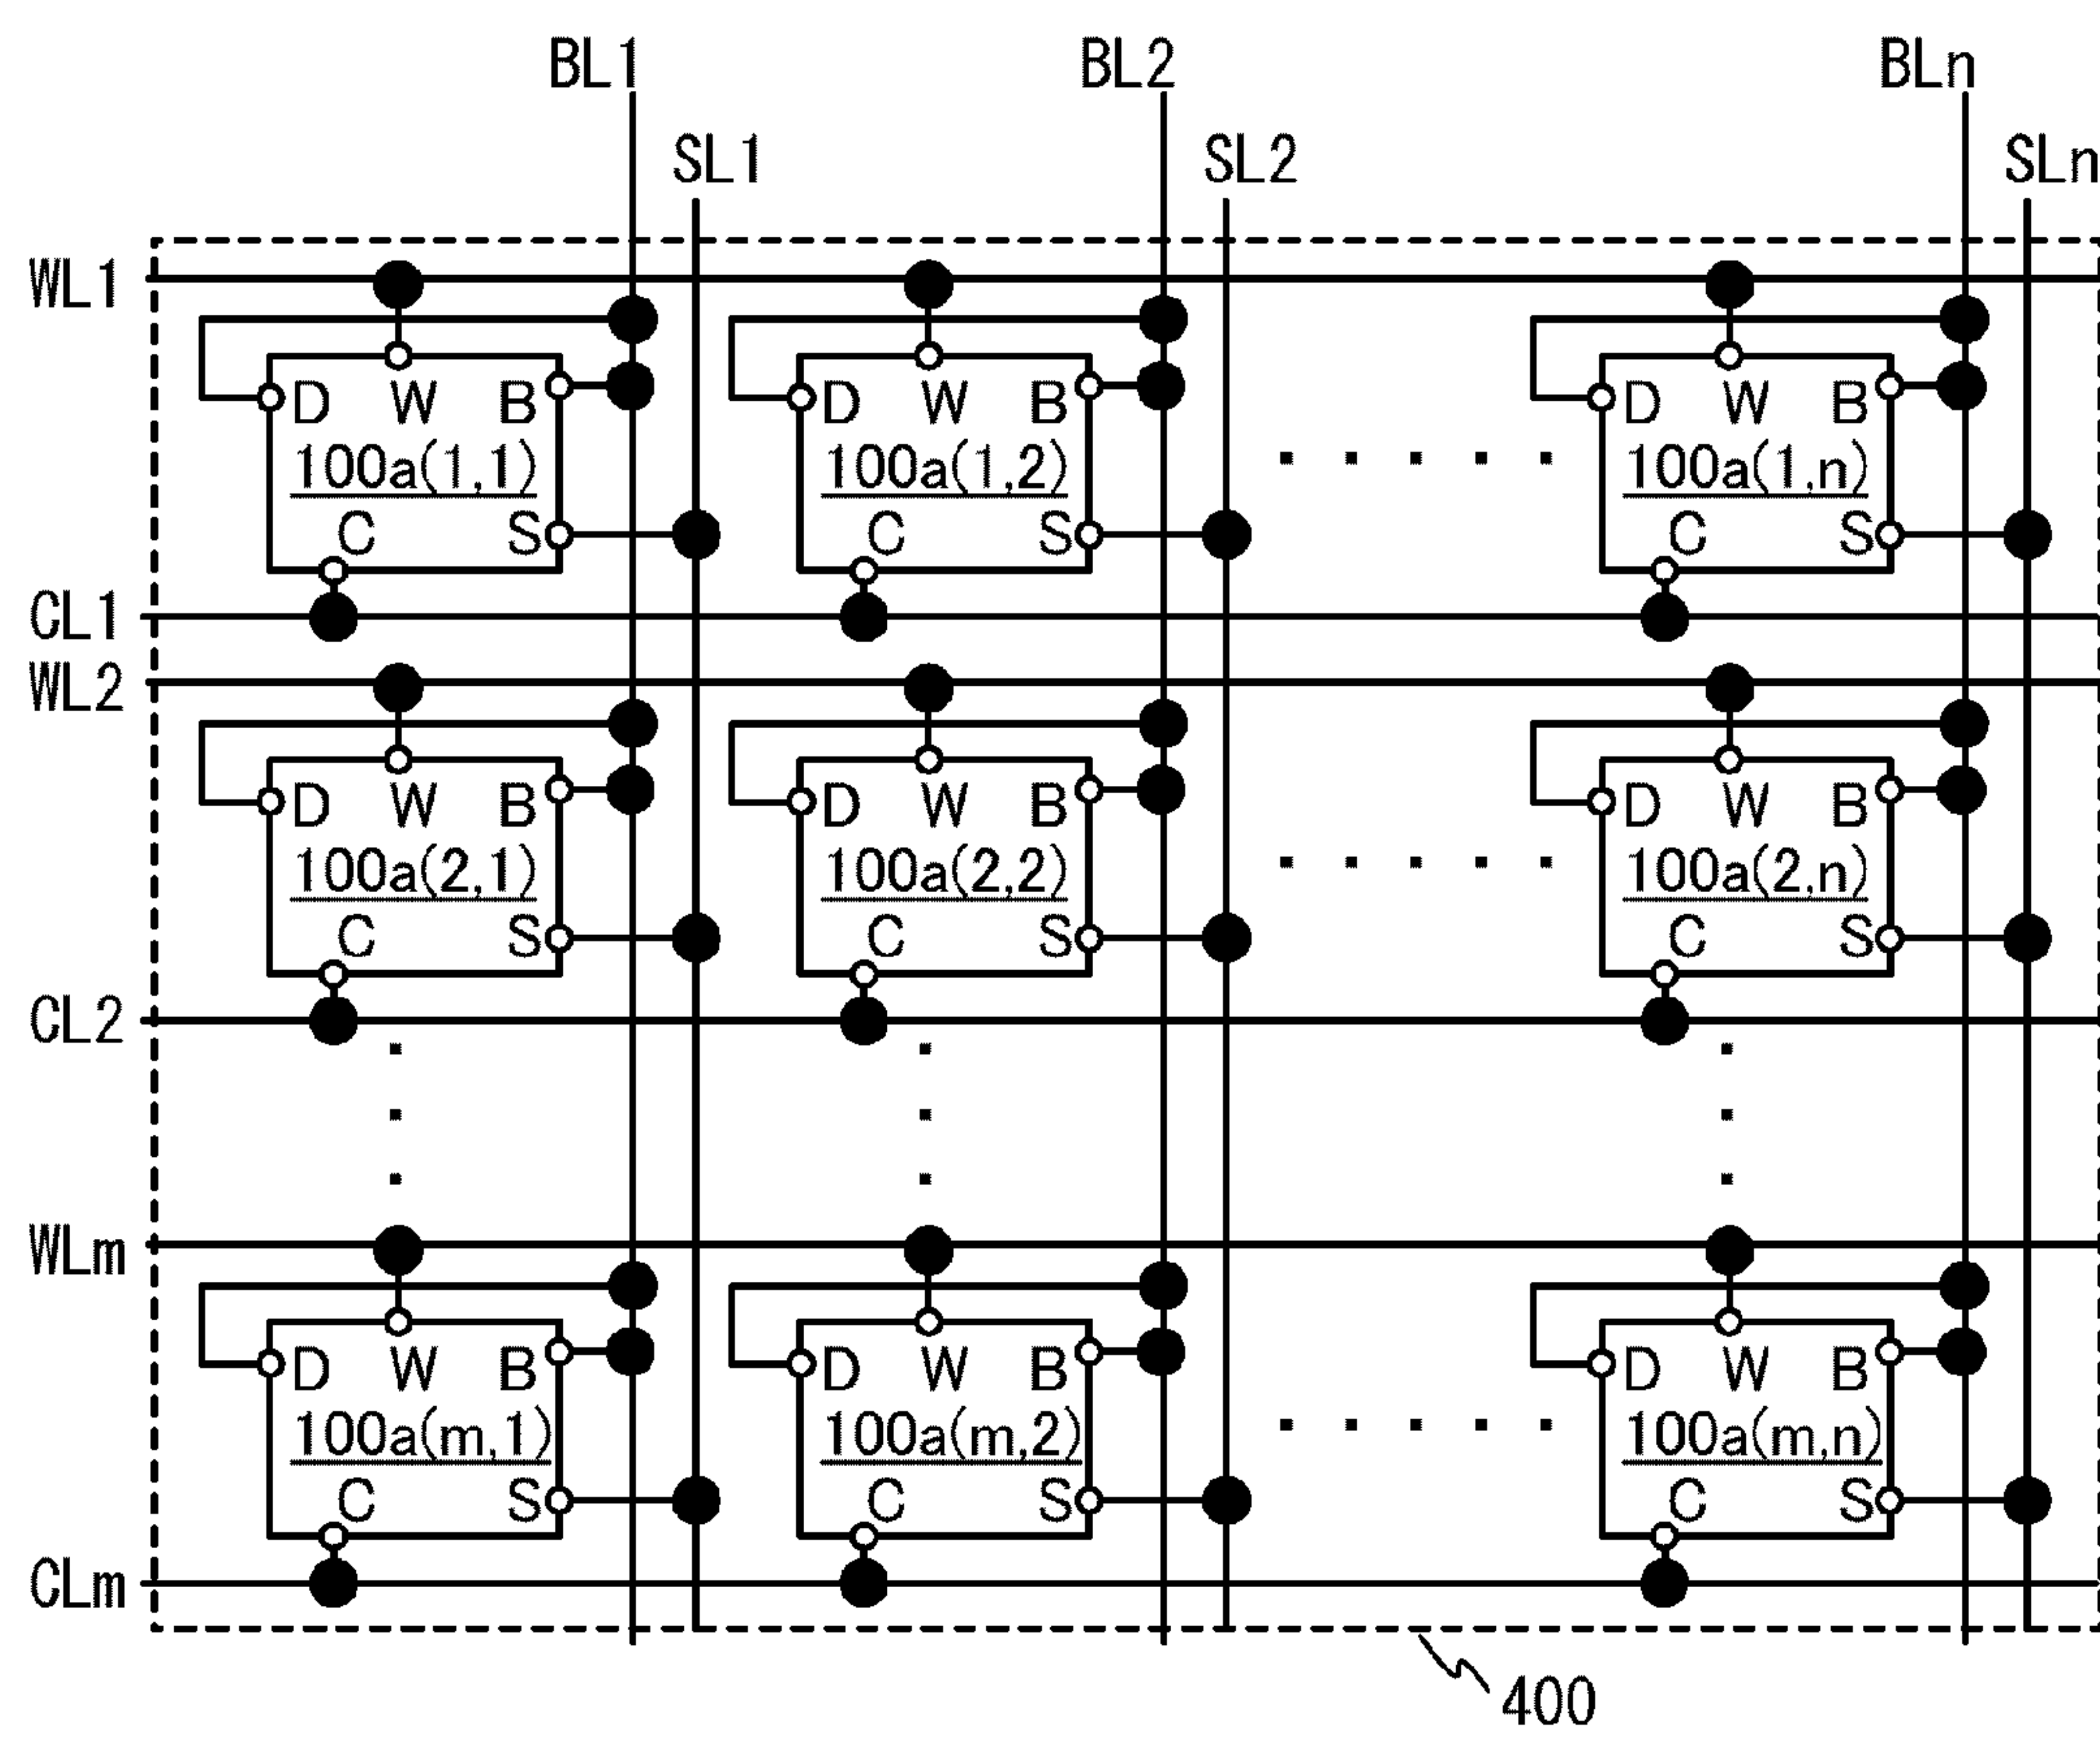 BL1 BL2 BLn
SL1 SL2 SLn
WL1
D W B D W B D W B
100a(1,1) 100a(1,2) 100a(1,n)
C S C S C S
CL1
WL2
D W B D W B D W B
100a(2,1) 100a(2,2) 100a(2,n)
C S C S C S
CL2
WLm
D W B D W B D W B
100a(m,1) 100a(m,2) 100a(m,n)
C S C S C S
CLm
400